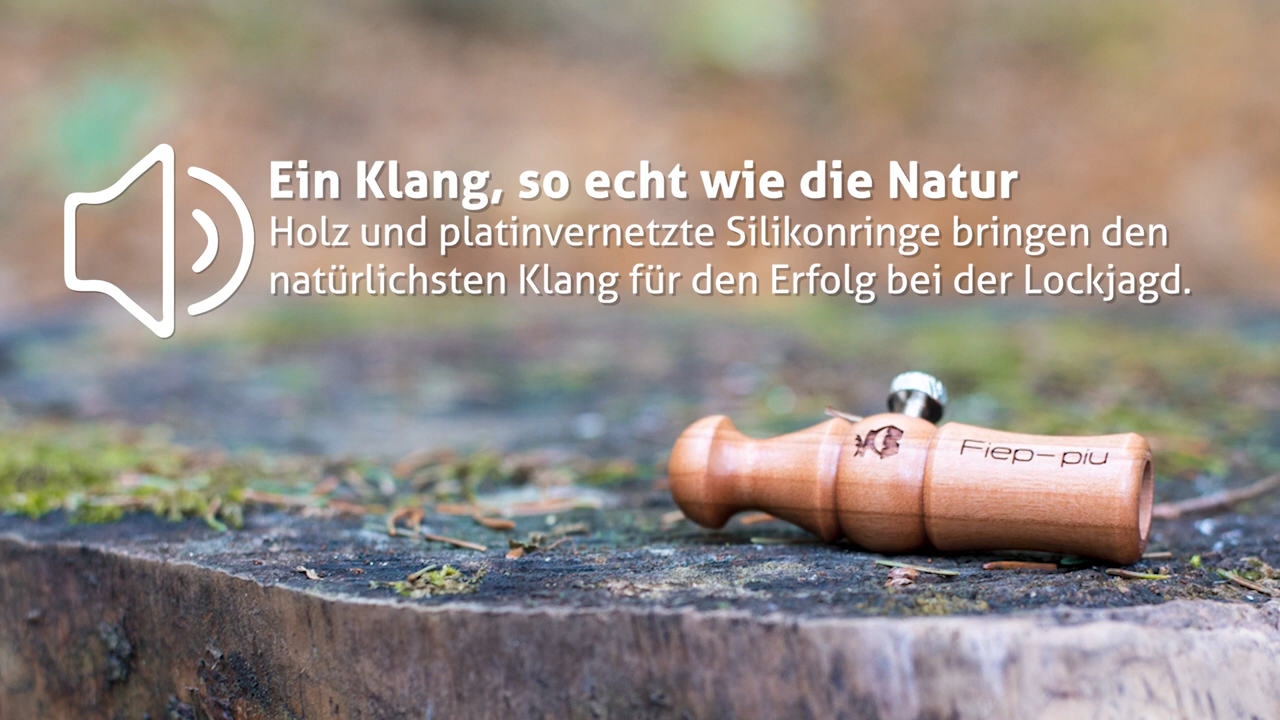 Ein Klang, so echt wie die Natur
Holz und platinvernetzte Silikonringe bringen den
natürlichsten Klang für den Erfolg bei der Lockjagd.
Fiep-piu